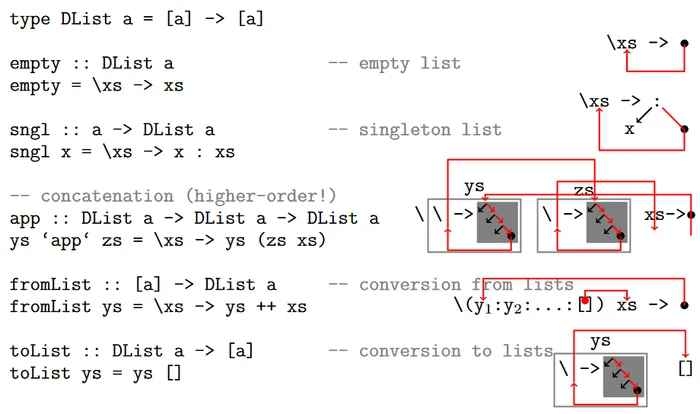 type DList a = [a] -> [a]
\xs ->
empty :: DList a -- empty list
empty = \xs -> xs
\xs -> :
x
sngl :: a -> DList a -- singleton list
sngl x = \xs -> x : xs
-- concatenation (higher-order!)
ys zs
app :: DList a -> DList a -> DList a
\ \ -> \ -> xs->
ys ‘app‘ zs = \xs -> ys (zs xs)
fromList :: [a] -> DList a -- conversion from lists
fromList ys = \xs -> ys ++ xs
\(y1:y2:...:[]) xs ->
toList :: DList a -> [a] -- conversion to lists
ys
toList ys = ys []
\ -> []